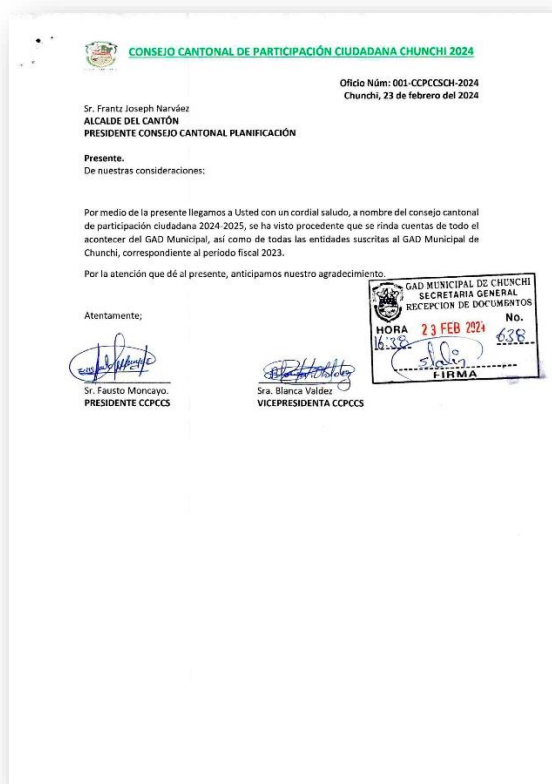 CONSEJO CANTONAL DE PARTICIPACIÓN CIUDADANA CHUNCHI 2024
Oficio Núm: 001-CCPCCSCH-2024
Chunchi, 23 de febrero del 2024
Sr. Frantz Joseph Narváez
ALCALDE DEL CANTÓN
PRESIDENTE CONSEJO CANTONAL PLANIFICACIÓN
Presente.
De nuestras consideraciones:
Por medio de la presente llegamos a Usted con un cordial saludo, a nombre del consejo cantonal
de participación ciudadana 2024-2025, se ha visto procedente que se rinda cuentas de todo el
acontecer del GAD Municipal, así como de todas las entidades suscritas al GAD Municipal de
Chunchi, correspondiente al período fiscal 2023.
Por la atención que dé al presente, anticipamos nuestro agradecimiento.
GAD MUNICIPAL DE CHUNCHI
SECRETARIA GENERAL
RECEPCION DE DOCUMENTOS
No.
HORA 23 FEB 2024
16:38 638
FIRMA
Atentamente;
Sr. Fausto Moncayo.
PRESIDENTE CCPCCS
Sra. Blanca Valdez
VICEPRESIDENTA CCPCCS